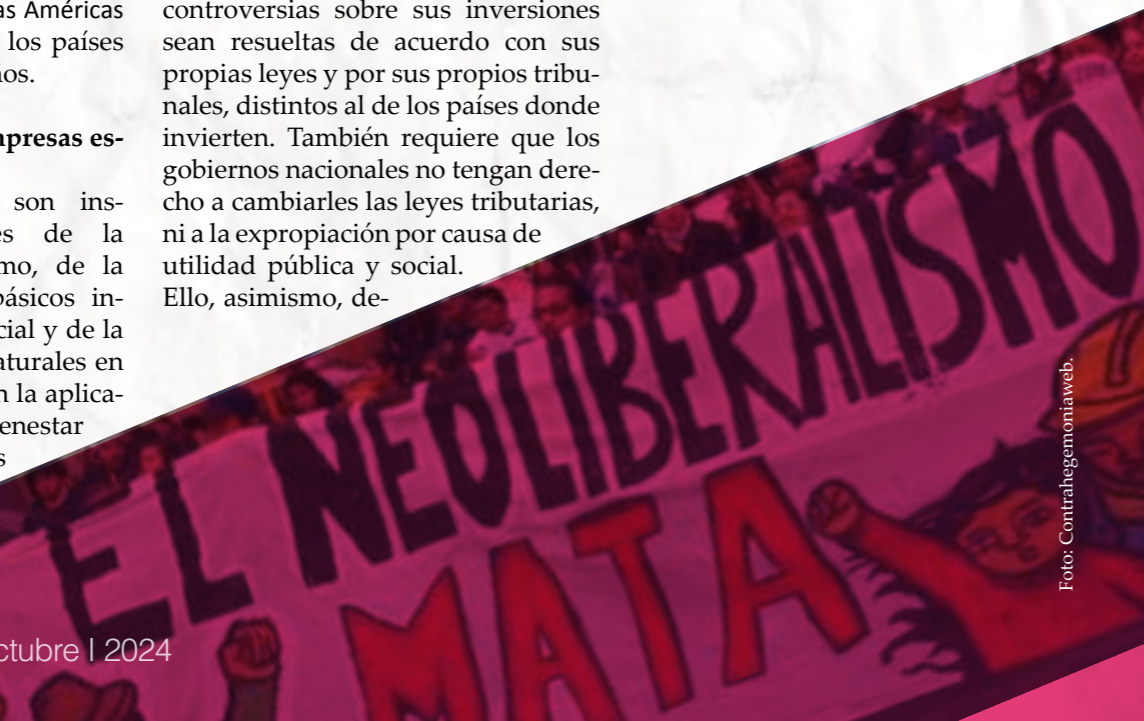 as Américas
los países
ños.
mpresas es-
son ins-
es de la
mo, de la
básicos in-
cial y de la
aturales en
n la aplica-
enestar
s
controversias sobre sus inversiones
sean resueltas de acuerdo con sus
propias leyes y por sus propios tribu-
nales, distintos al de los países donde
invierten. También requiere que los
gobiernos nacionales no tengan dere-
cho a cambiarles las leyes tributarias,
ni a la expropiación por causa de
utilidad pública y social.
Ello, asimismo, de-
EL NEOLIBERALISMO
MATA
Foto: Contrahegemoniaweb.
ctubre | 2024